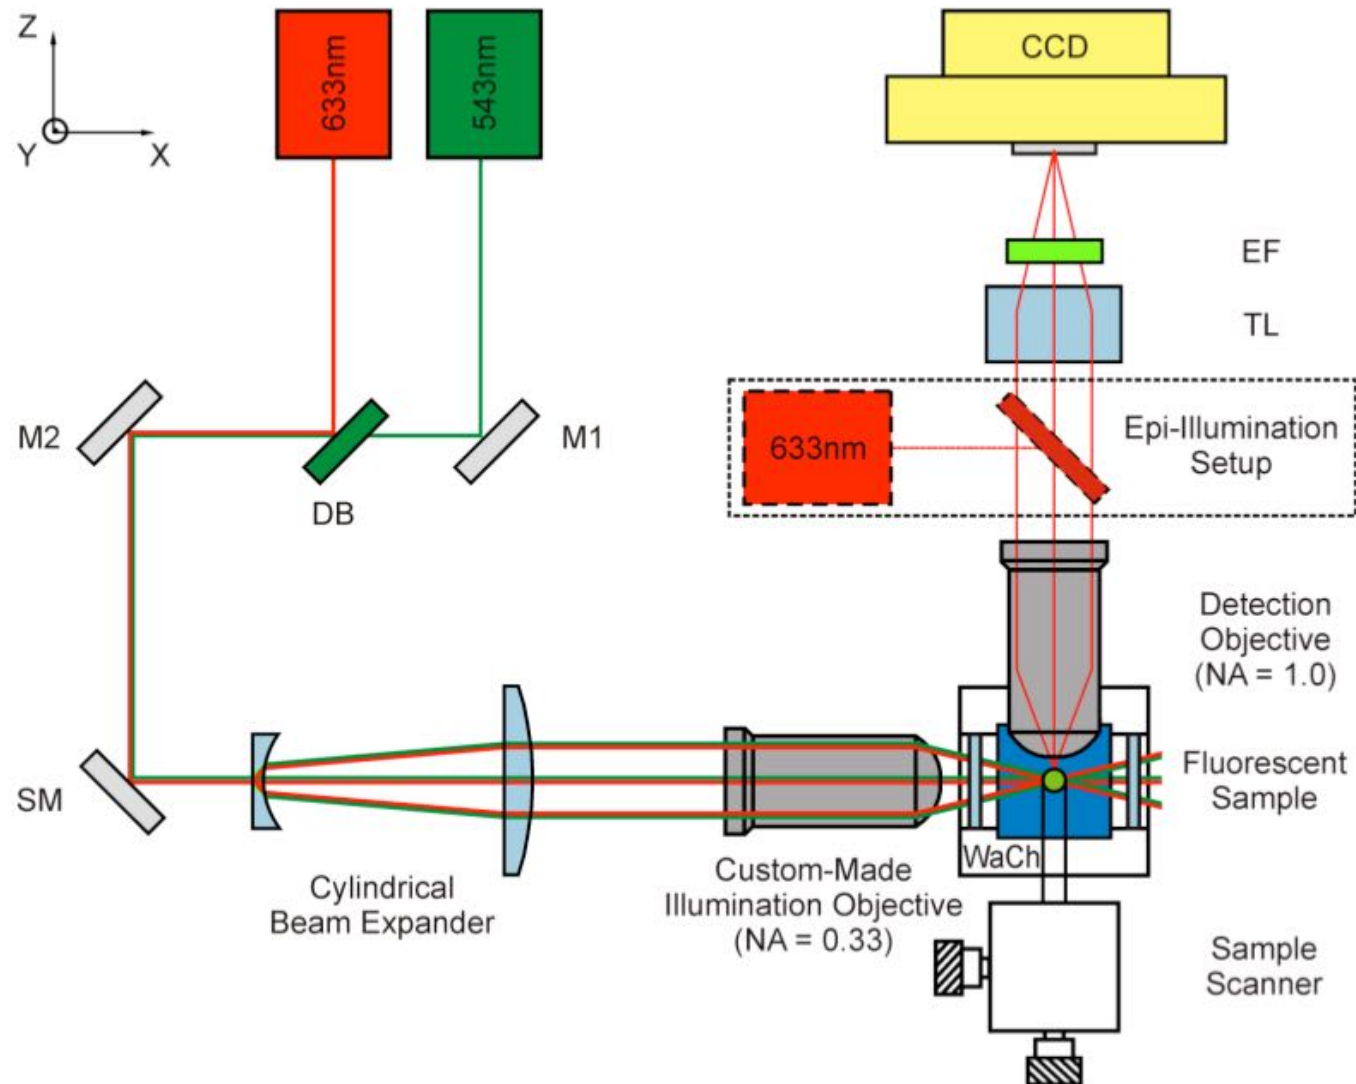 Z
Y
X
633nm
543nm
CCD
EF
TL
M2
DB
M1
633nm
Epi-Illumination
Setup
Detection
Objective
(NA = 1.0)
SM
Cylindrical
Beam Expander
Custom-Made
Illumination Objective
(NA = 0.33)
WaCh
Fluorescent
Sample
Sample
Scanner